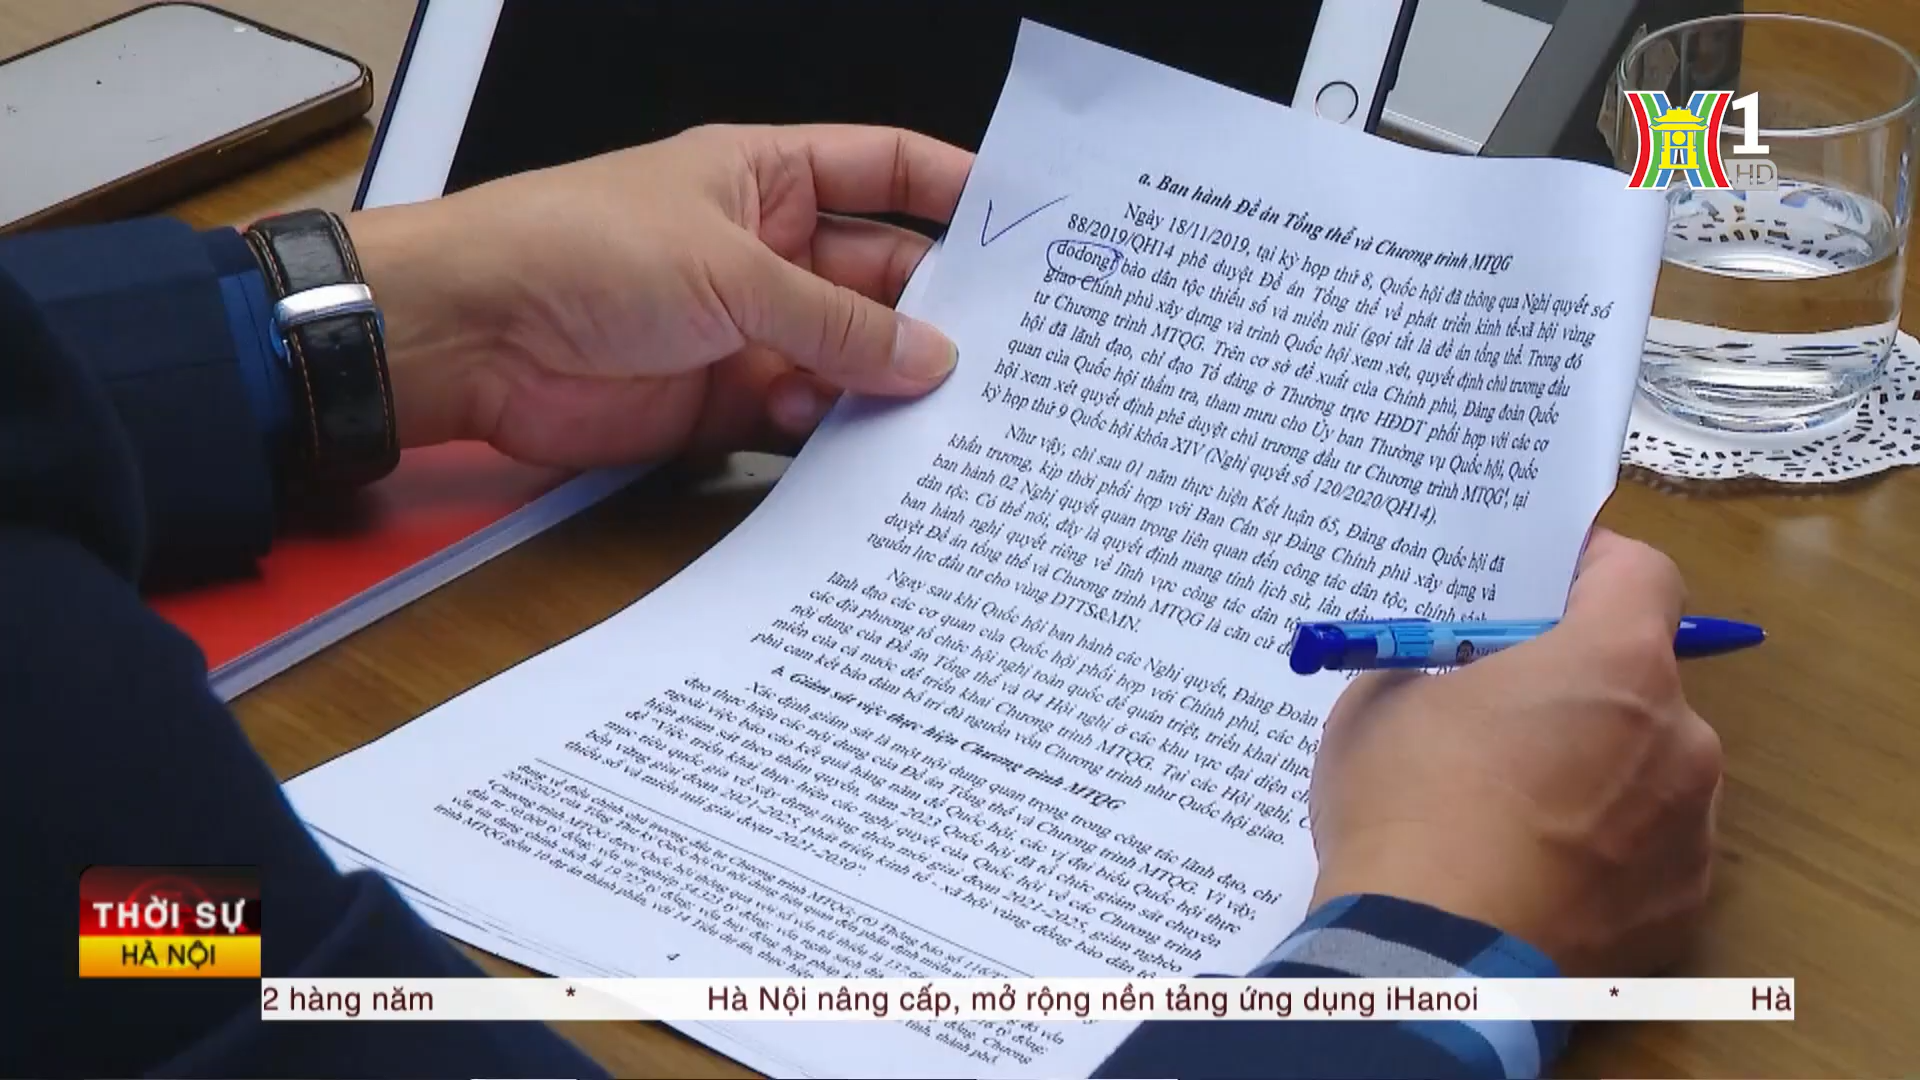 1
HD
a. Ban hành Đề án Tổng thể và Chương trình MTQG
Ngày 18/11/2019, tại kỳ họp thứ 8, Quốc hội đã thông qua Nghị quyết số
88/2019/QH14 phê duyệt Đề án Tổng thể về phát triển kinh tế-xã hội vùng
dodong bào dân tộc thiểu số và miền núi (gọi tắt là đề án tổng thể. Trong đó
giao Chính phủ xây dựng và trình Quốc hội xem xét, quyết định chủ trương đầu
tư Chương trình MTQG. Trên cơ sở đề xuất của Chính phủ, Đảng đoàn Quốc
hội đã lãnh đạo, chỉ đạo Tổ đảng ở Thường trực HĐDT phối hợp với các cơ
quan của Quốc hội thẩm tra, tham mưu cho Ủy ban Thường vụ Quốc hội, Quốc
hội xem xét quyết định phê duyệt chủ trương đầu tư Chương trình MTQG, tại
kỳ họp thứ 9 Quốc hội khóa XIV (Nghị quyết số 120/2020/QH14).
Như vậy, chỉ sau 01 năm thực hiện Kết luận 65, Đảng đoàn Quốc hội đã
khẩn trương, kịp thời phối hợp với Ban Cán sự Đảng Chính phủ xây dựng và
ban hành 02 Nghị quyết quan trọng liên quan đến công tác dân tộc, chính sách
dân tộc. Có thể nói, đây là quyết định mang tính lịch sử, lần đầu
ban hành nghị quyết riêng về lĩnh vực công tác dân tộ
duyệt Đề án tổng thể và Chương trình MTQG là căn cứ để
nguồn lực đầu tư cho vùng DTTS&MN.
Ngay sau khi Quốc hội ban hành các Nghị quyết, Đảng Đoàn
lãnh đạo các cơ quan của Quốc hội phối hợp với Chính phủ, các bộ
các địa phương tổ chức hội nghị toàn quốc để quán triệt, triển khai thực
nội dung của Đề án Tổng thể và 04 Hội nghị ở các khu vực đại diện ch
miền của cả nước để triển khai Chương trình MTQG. Tại các Hội nghị, C
phủ cam kết bảo đảm bố trí đủ nguồn vốn Chương trình như Quốc hội giao.
b. Giám sát việc thực hiện Chương trình MTQG
Xác định giám sát là một nội dung quan trọng trong công tác lãnh đạo, chỉ
đạo thực hiện các nội dung của Đề án Tổng thể và Chương trình MTQG. Vì vậy,
ngoài việc báo cáo kết quả hàng năm để Quốc hội, các vị đại biểu Quốc hội thực
hiện giám sát theo thẩm quyền, năm 2023 Quốc hội đã tổ chức giám sát chuyên
đề "Việc triển khai thực hiện các nghị quyết của Quốc hội về các Chương trình
mục tiêu quốc gia về xây dựng nông thôn mới giai đoạn 2021-2025, giảm nghèo
bền vững giai đoạn 2021-2025, phát triển kinh tế - xã hội vùng đồng bào dân tộ
thiểu số và miền núi giai đoạn 2021-2030".
4
THỜI SỰ
HÀ NỘI
2 hàng năm * Hà Nội nâng cấp, mở rộng nền tảng ứng dụng iHanoi * Hà